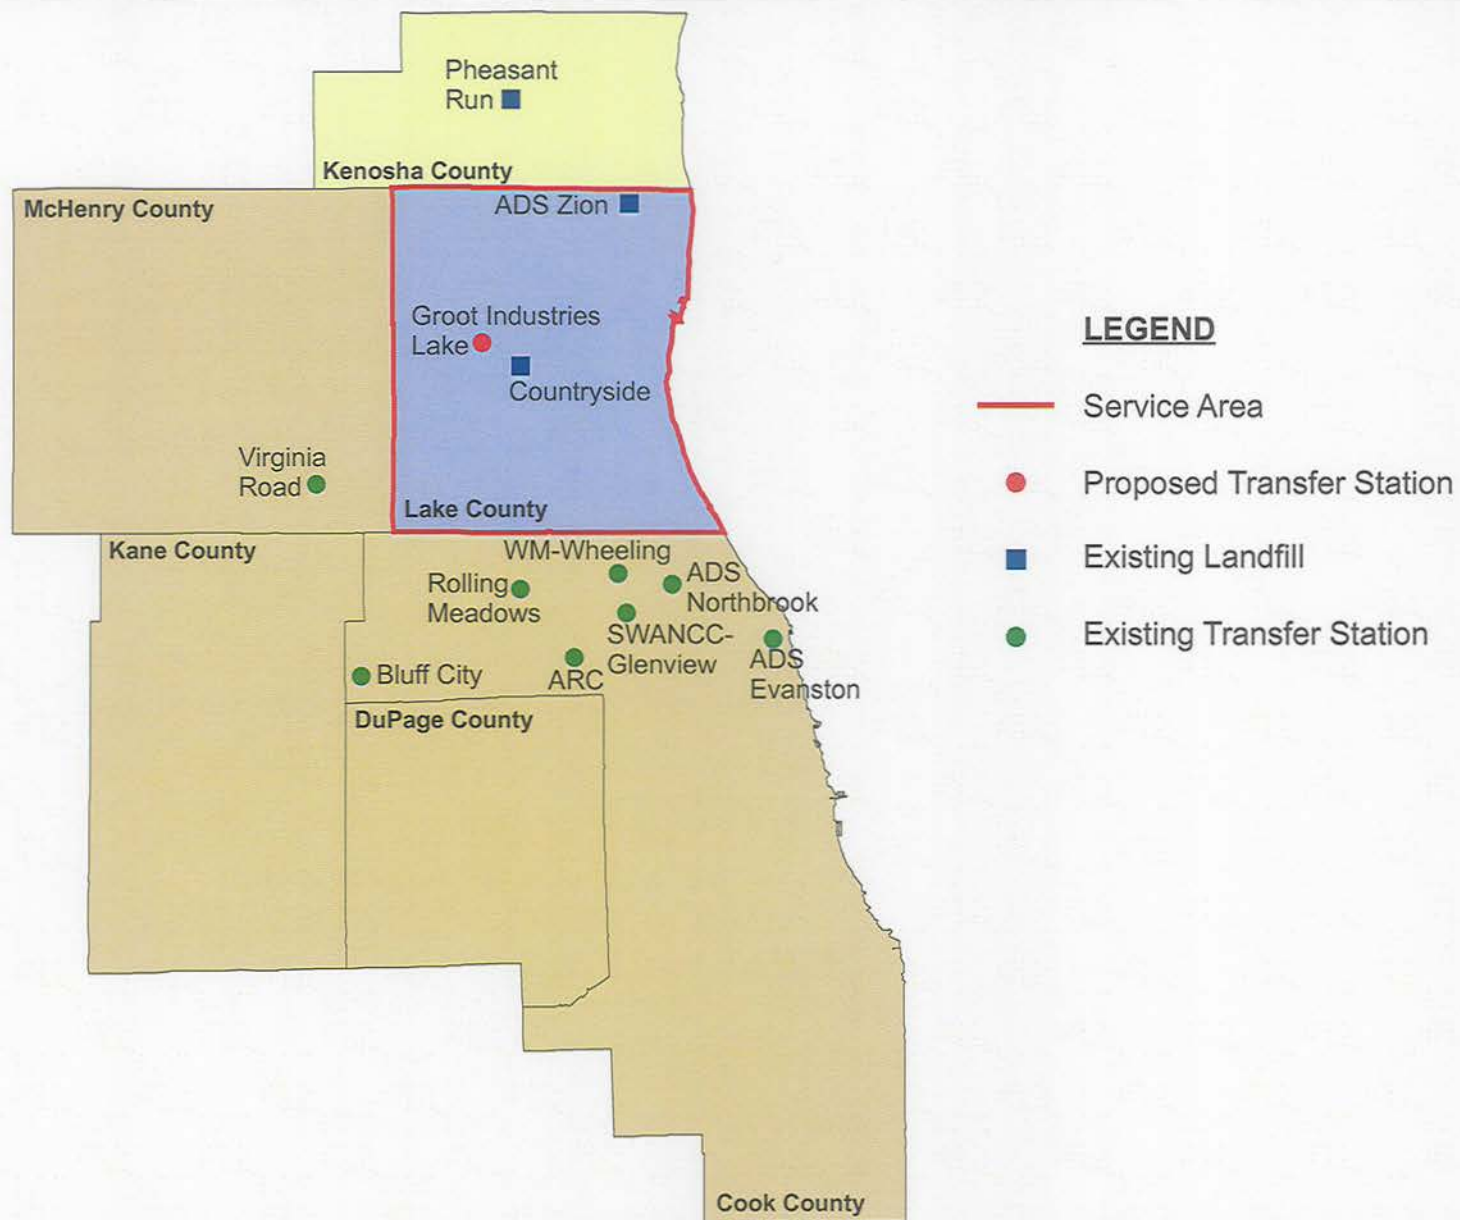 Pheasant
Run
Kenosha County
McHenry County
ADS Zion
Groot Industries
Lake
Countryside
Virginia
Road
Lake County
Kane County
WM-Wheeling
Rolling
Meadows
ADS
Northbrook
SWANCC-
Glenview
ADS
Evanston
Bluff City
ARC
DuPage County
Cook County
LEGEND
Service Area
Proposed Transfer Station
Existing Landfill
Existing Transfer Station